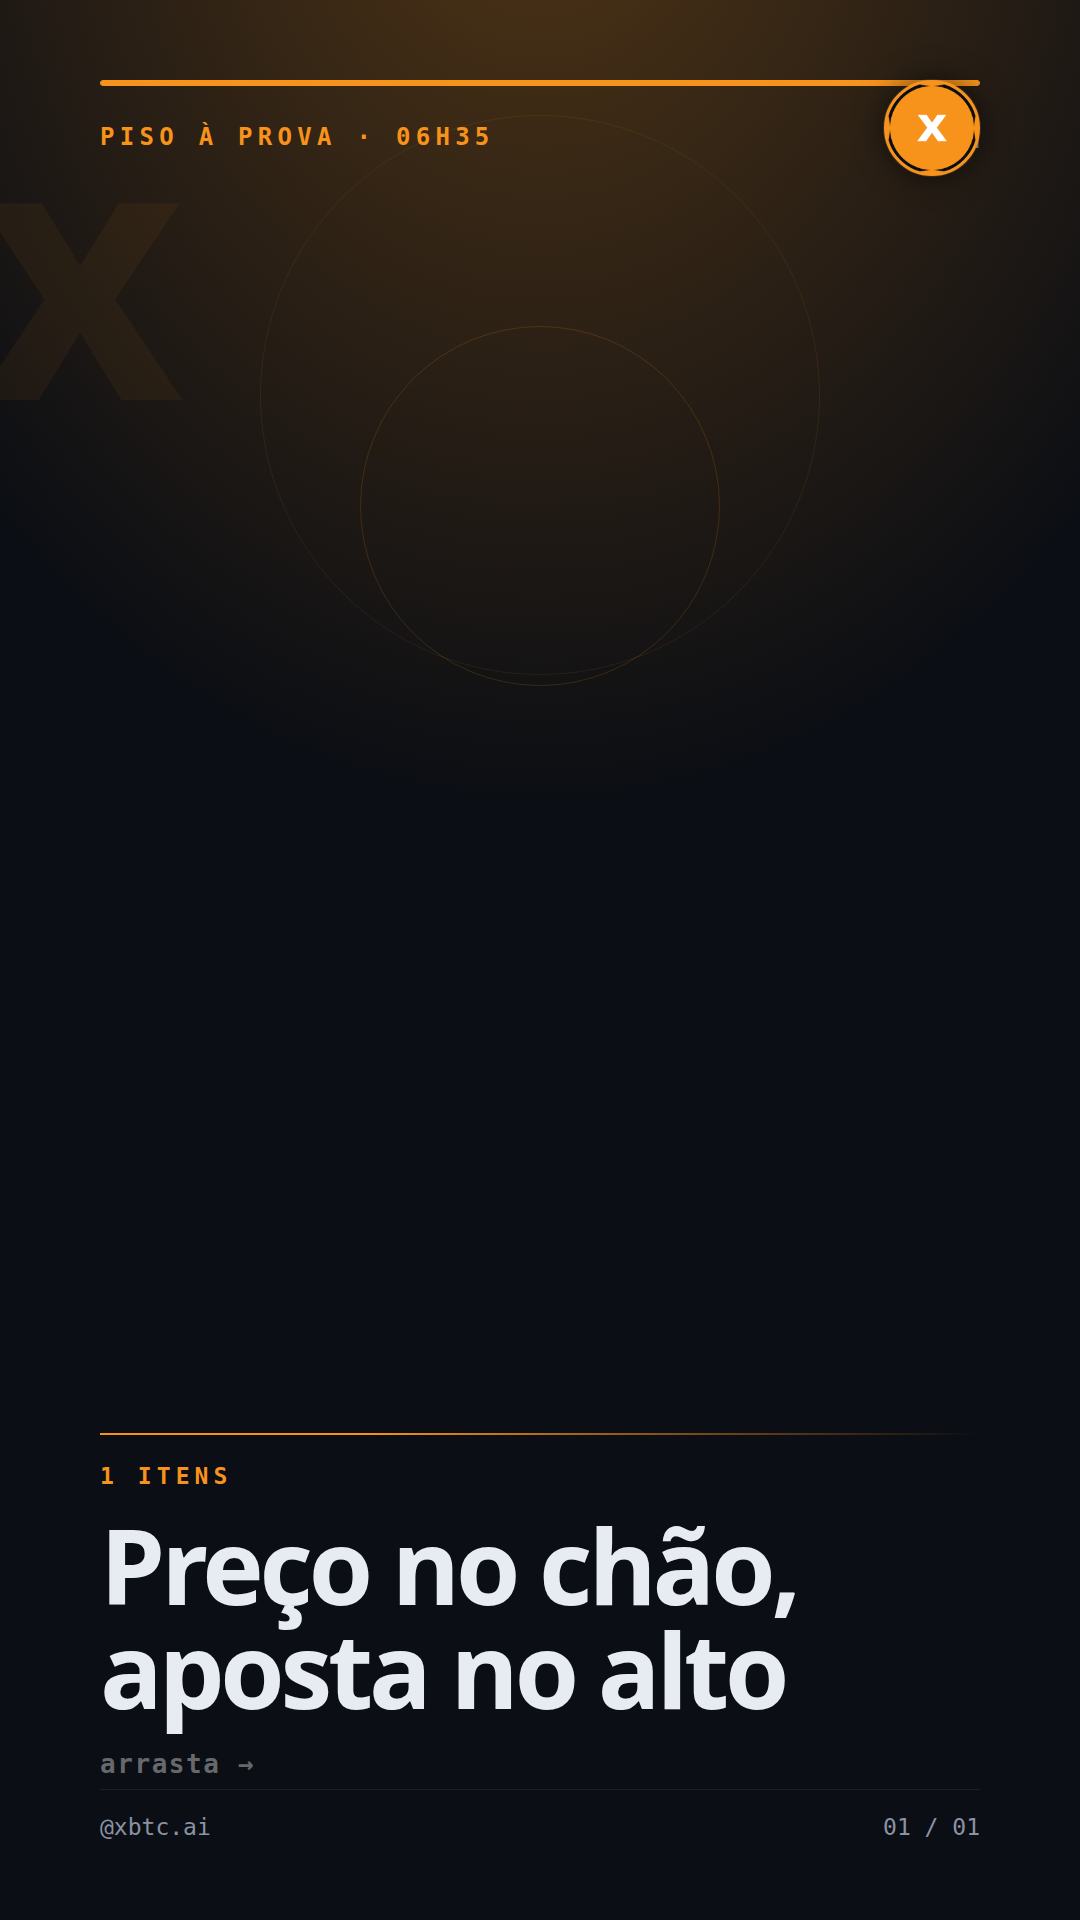 PISO À PROVA · 06H35
X
X
1 ITENS
Preço no chão,
aposta no alto
arrasta →
@xbtc.ai
01 / 01